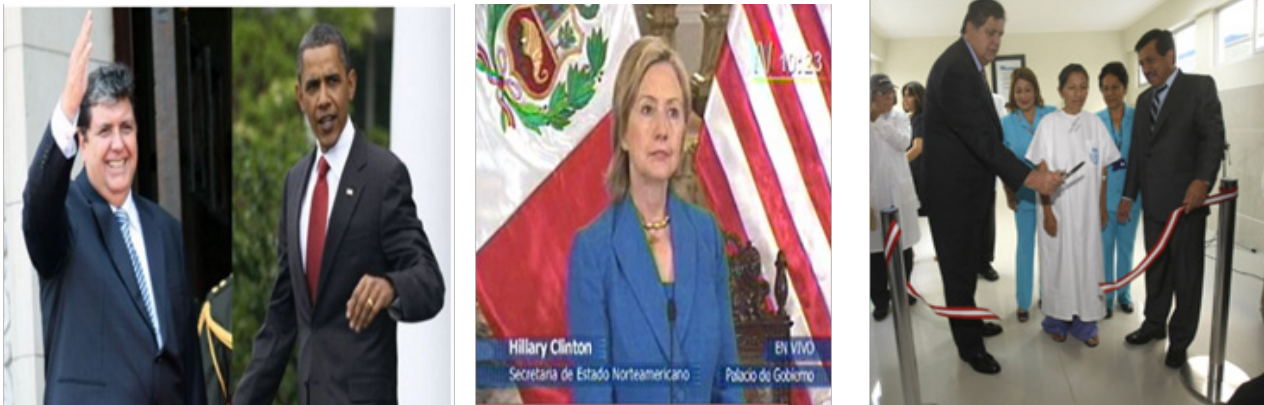 10:23
Hillary Clinton
EN VIVO
Secretaria de Estado Norteamericano
Palacio de Gobierno